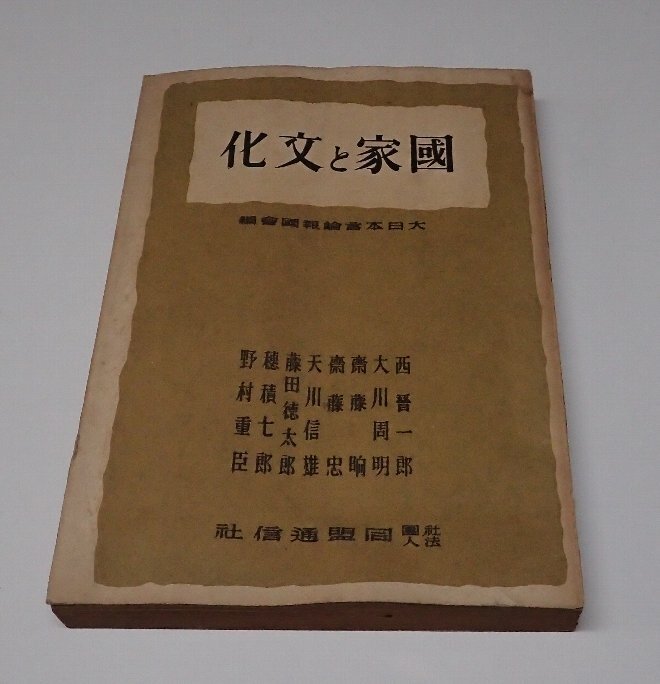 國家と文化
大日本言論報國會編
西晉一郎
大川周明
齋藤晌
齋藤忠
天川信雄
藤田徳太郎
穗積七郎
野村重臣
社團法人同盟通信社